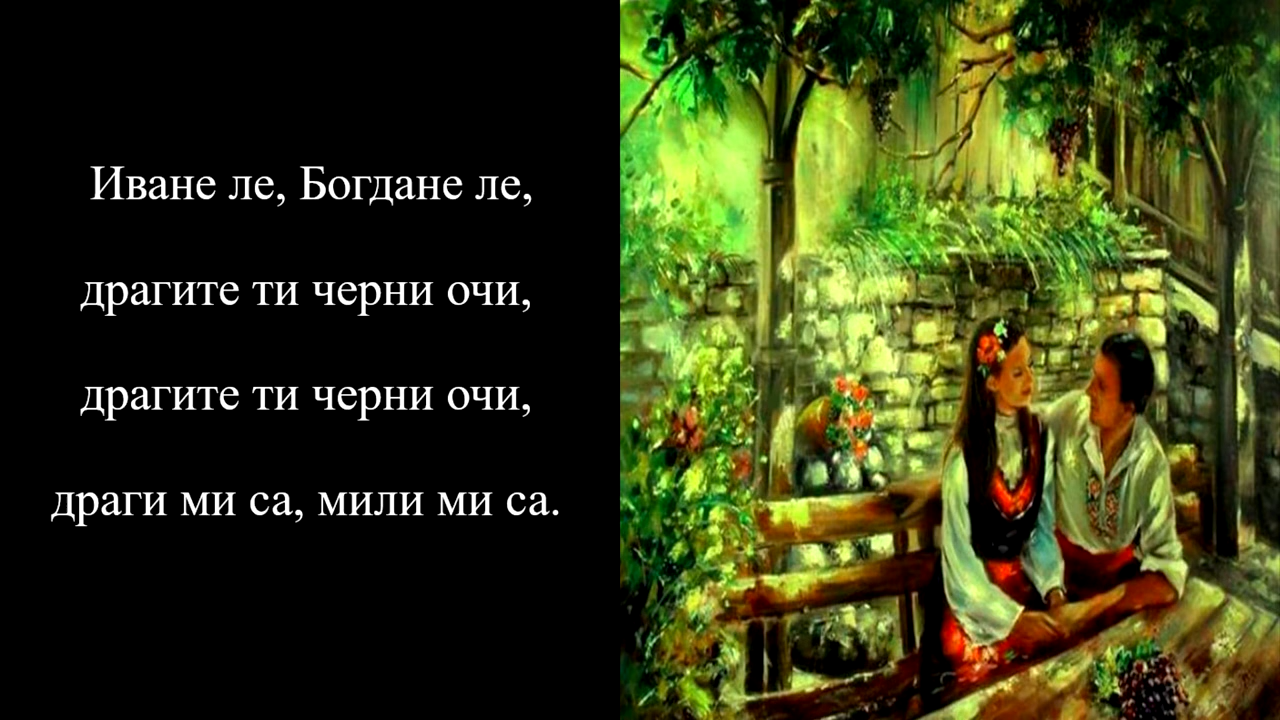 Иване ле, Богдане ле,
драгите ти черни очи,
драгите ти черни очи,
драги ми са, мили ми са.